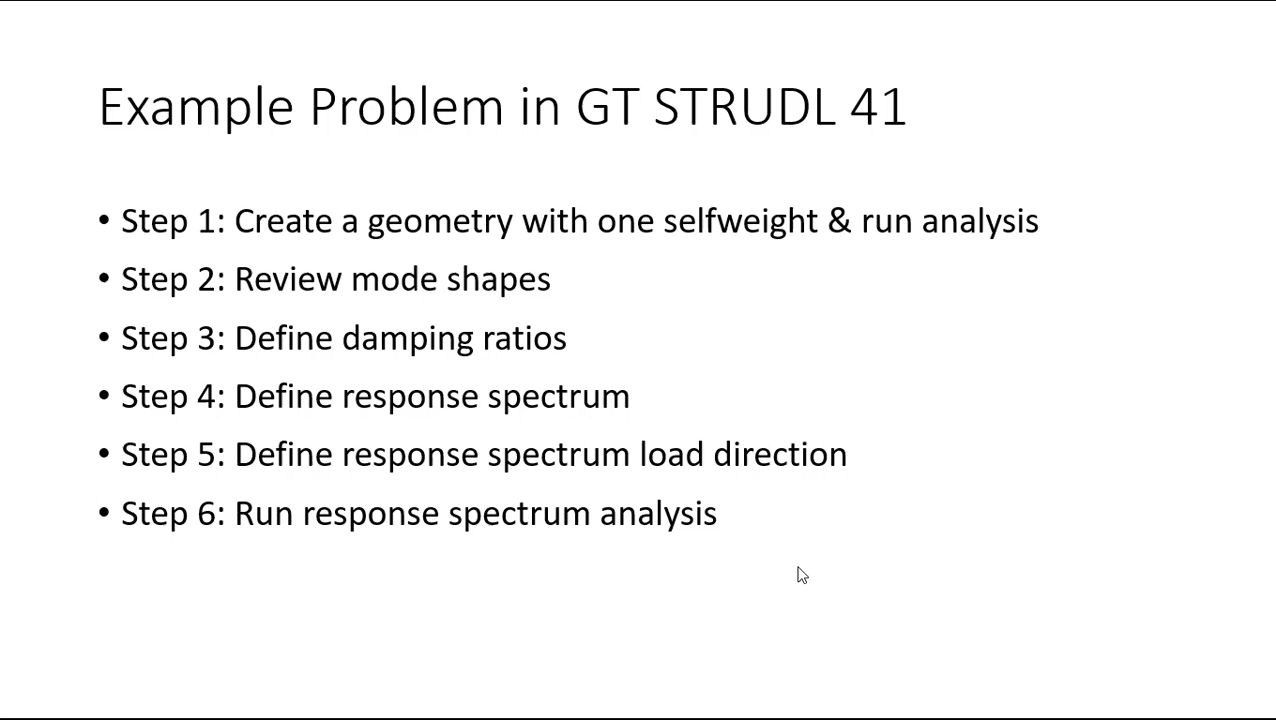 Example Problem in GT STRUDL 41
• Step 1: Create a geometry with one selfweight & run analysis
• Step 2: Review mode shapes
• Step 3: Define damping ratios
• Step 4: Define response spectrum
• Step 5: Define response spectrum load direction
• Step 6: Run response spectrum analysis